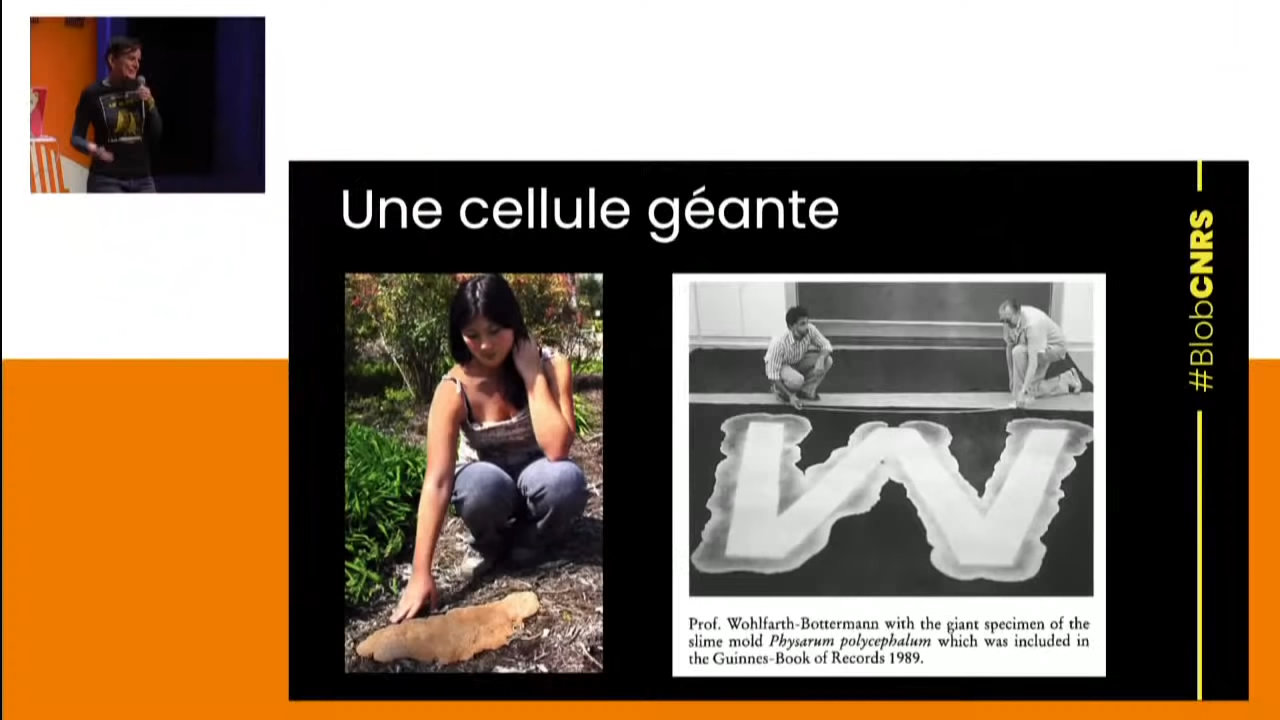 Une cellule géante
#BlobCNRS
Prof. Wohlfarth-Bottermann with the giant specimen of the
slime mold Physarum polycephalum which was included in
the Guinnes-Book of Records 1989.